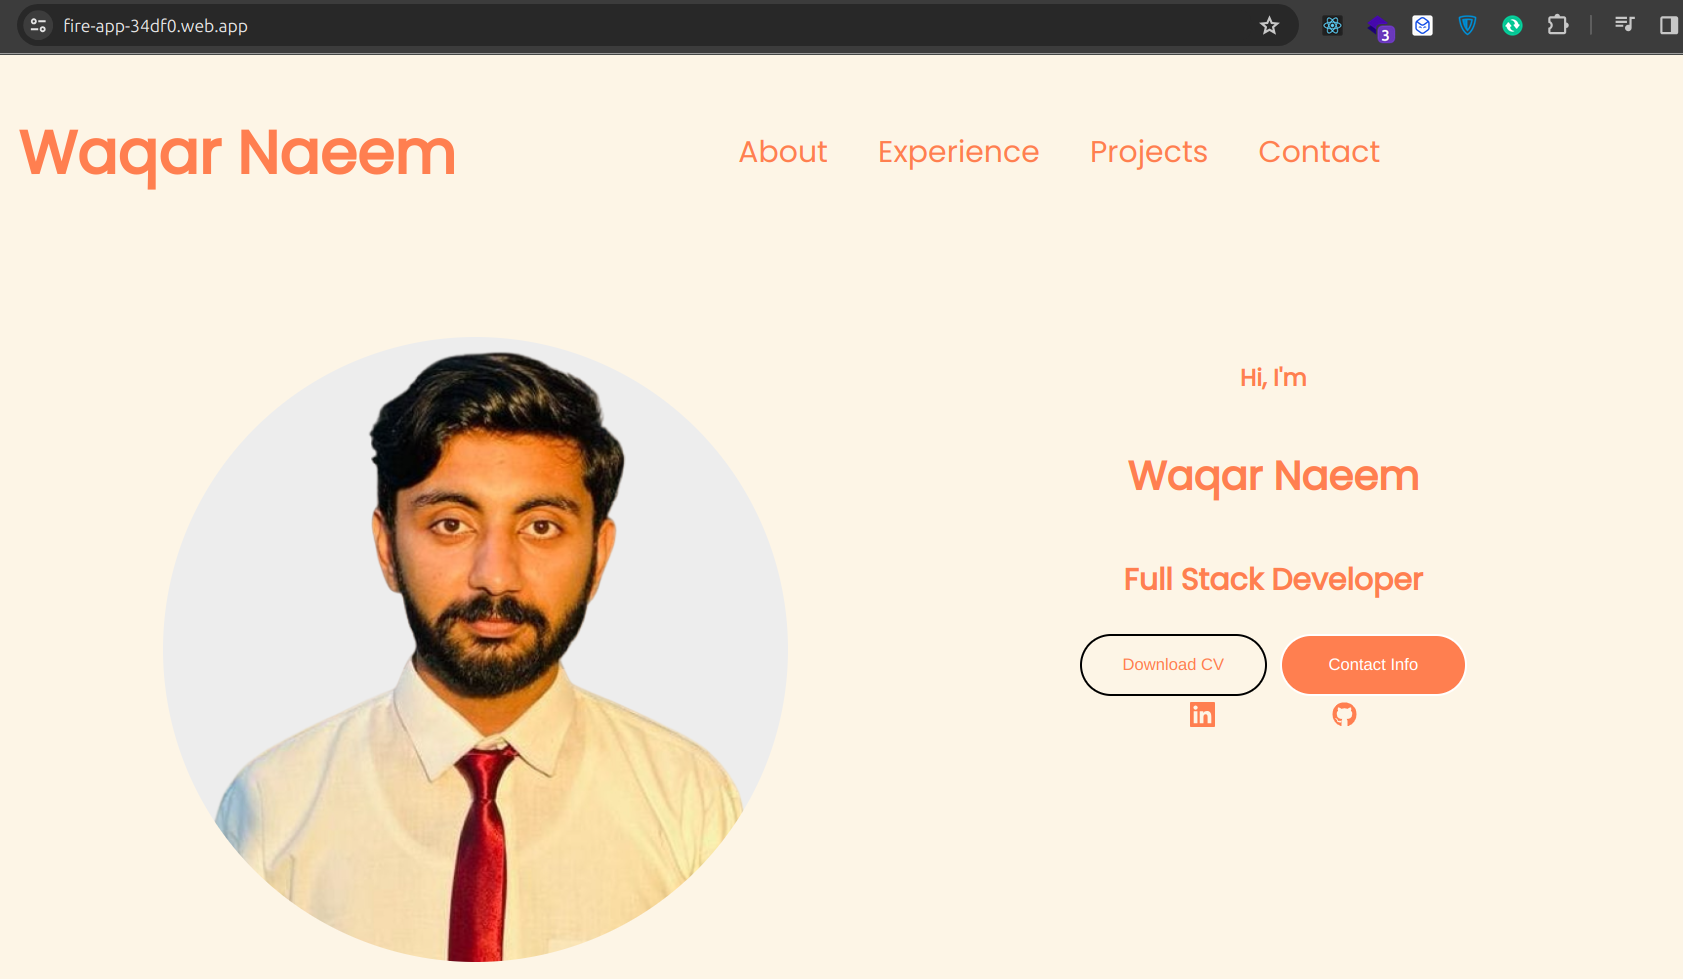 fire-app-34df0.web.app
3
Waqar Naeem
About Experience Projects Contact
Hi, I'm
Waqar Naeem
Full Stack Developer
Download CV Contact Info
in